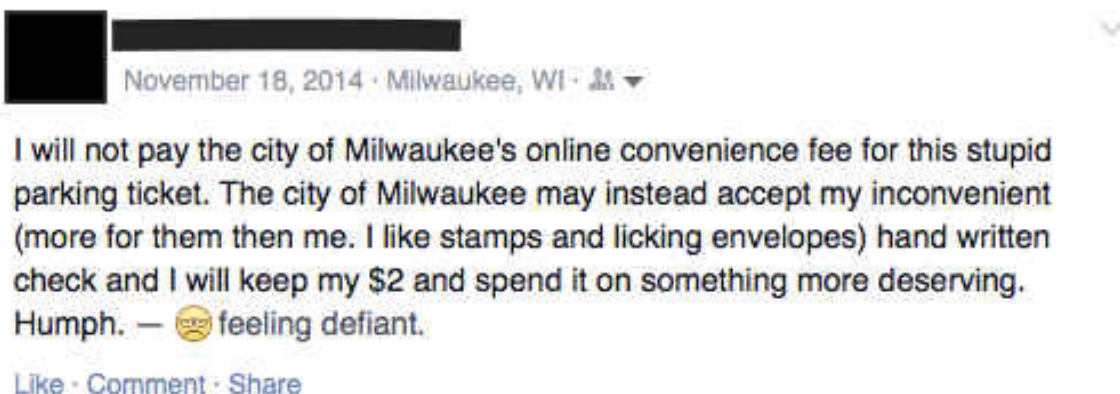 November 18, 2014 · Milwaukee, WI ·
I will not pay the city of Milwaukee's online convenience fee for this stupid
parking ticket. The city of Milwaukee may instead accept my inconvenient
(more for them then me. I like stamps and licking envelopes) hand written
check and I will keep my $2 and spend it on something more deserving.
Humph. — feeling defiant.
Like · Comment · Share